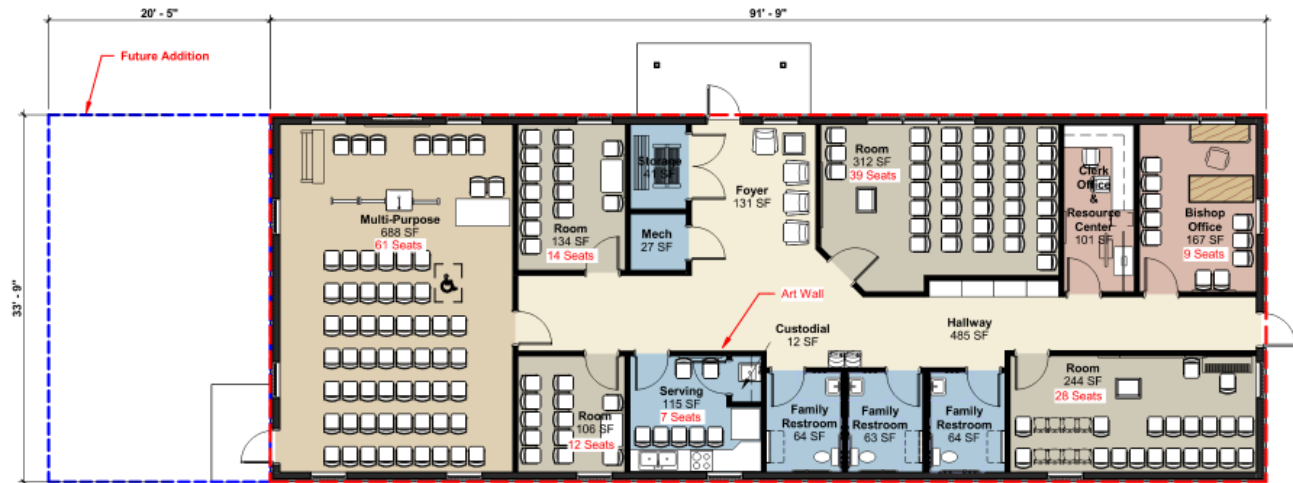 20' - 5"
91' - 9"
Future Addition
33' - 9"
Multi-Purpose
688 SF
61 Seats
Room
134 SF
14 Seats
Storage
41 SF
Mech
27 SF
Foyer
131 SF
Room
312 SF
39 Seats
Clerk
Office
&
Resource
Center
101 SF
Bishop
Office
167 SF
9 Seats
Art Wall
Custodial
12 SF
Hallway
485 SF
Room
106 SF
12 Seats
Serving
115 SF
7 Seats
Family
Restroom
64 SF
Family
Restroom
63 SF
Family
Restroom
64 SF
Room
244 SF
28 Seats